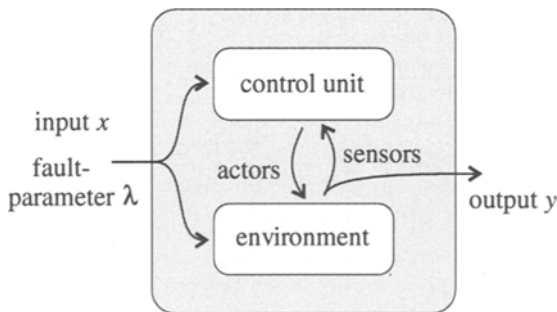 control unit
input x
fault-
parameter λ
actors
sensors
output y
environment